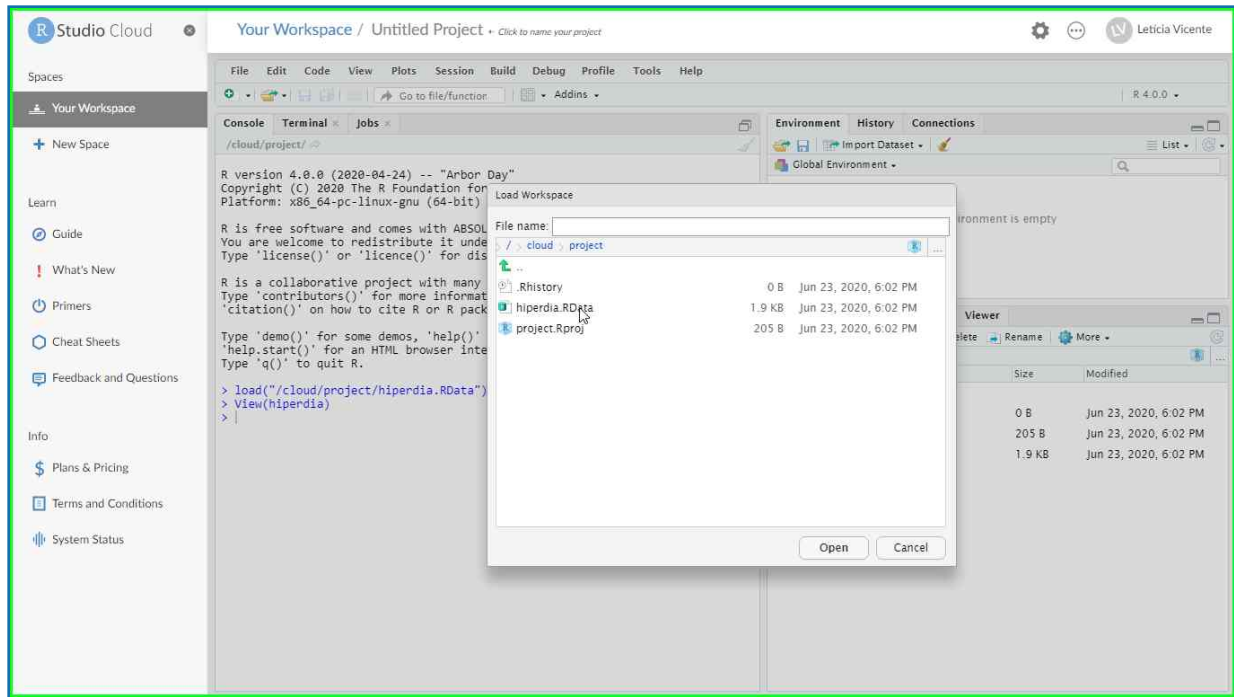 R Studio Cloud
Your Workspace / Untitled Project ← Click to name your project
LV Letícia Vicente
Spaces
Your Workspace
New Space
Learn
Guide
What's New
Primers
Cheat Sheets
Feedback and Questions
Info
Plans & Pricing
Terms and Conditions
System Status
File Edit Code View Plots Session Build Debug Profile Tools Help
Go to file/function Addins
R 4.0.0
Console Terminal Jobs
/cloud/project/
R version 4.0.0 (2020-04-24) -- "Arbor Day"
Copyright (C) 2020 The R Foundation for
Platform: x86_64-pc-linux-gnu (64-bit)
R is free software and comes with ABSOL
You are welcome to redistribute it unde
Type 'license()' or 'licence()' for dis
R is a collaborative project with many
Type 'contributors()' for more informat
'citation()' on how to cite R or R pack
Type 'demo()' for some demos, 'help()'
'help.start()' for an HTML browser inte
Type 'q()' to quit R.
> load("/cloud/project/hiperdia.RData")
> View(hiperdia)
>
Load Workspace
File name:
/ cloud project
R
...
..
.Rhistory 0 B Jun 23, 2020, 6:02 PM
hiperdia.RData 1.9 KB Jun 23, 2020, 6:02 PM
project.Rproj 205 B Jun 23, 2020, 6:02 PM
Open Cancel
Environment History Connections
Import Dataset List
Global Environment
ironment is empty
Viewer
elete Rename More
R
...
Size Modified
0 B Jun 23, 2020, 6:02 PM
205 B Jun 23, 2020, 6:02 PM
1.9 KB Jun 23, 2020, 6:02 PM